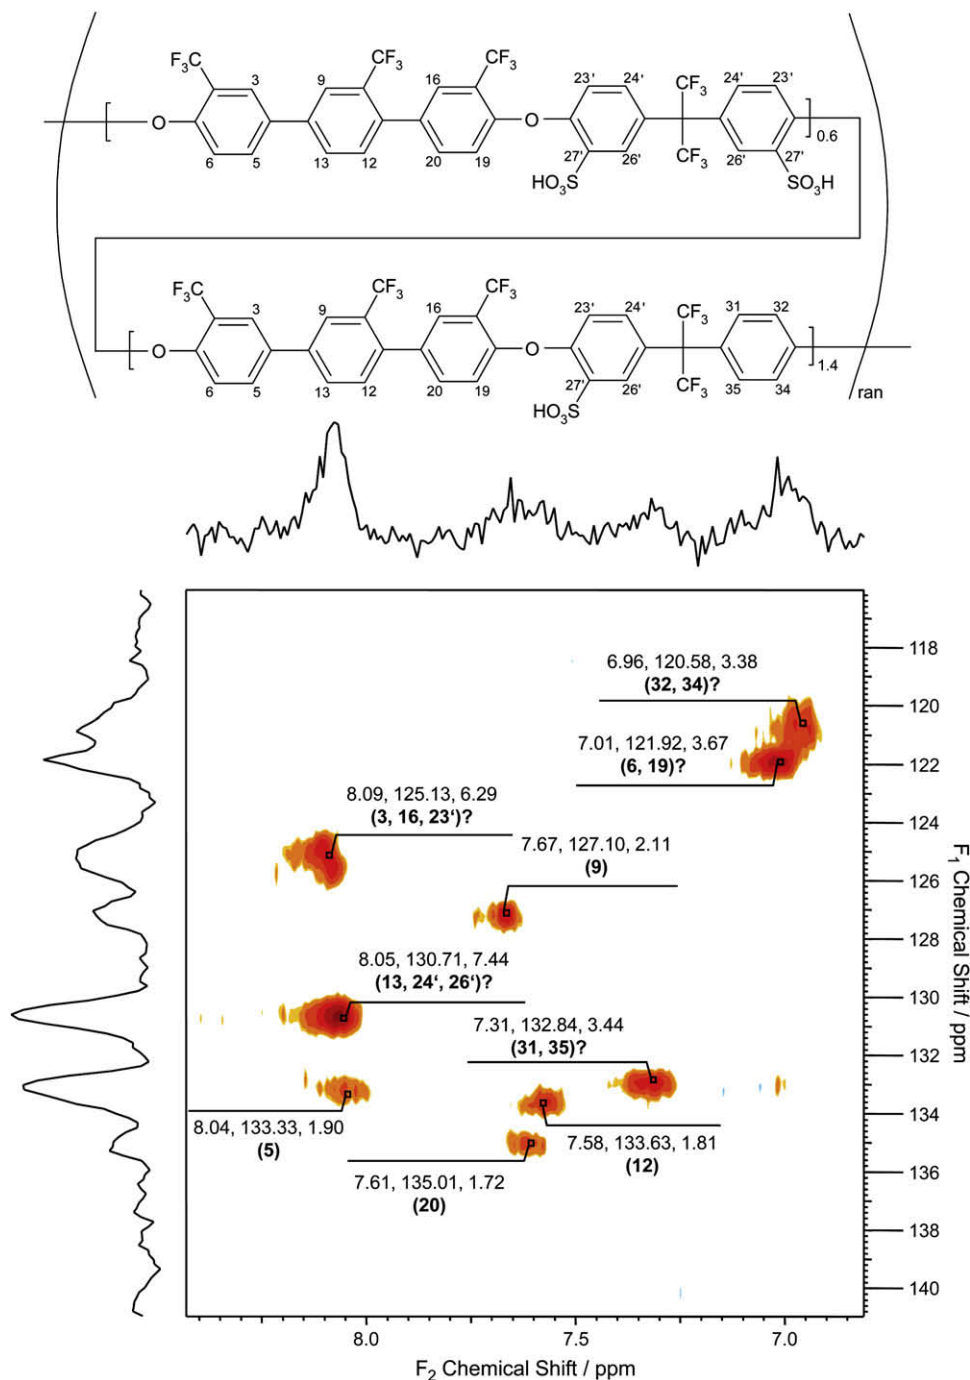 F₃C 3 9 CF₃ 16 CF₃ 23' 24' CF₃ 24' 23'
O O 0.6
6 5 13 12 20 19 27' 26' CF₃ 26' 27'
HO₃S SO₃H
F₃C 3 9 CF₃ 16 CF₃ 23' 24' CF₃ 31 32
O O 1.4
6 5 13 12 20 19 27' 26' CF₃ 35 34 ran
HO₃S
6.96, 120.58, 3.38
(32, 34)?
7.01, 121.92, 3.67
(6, 19)?
8.09, 125.13, 6.29
(3, 16, 23‘)?
7.67, 127.10, 2.11
(9)
8.05, 130.71, 7.44
(13, 24‘, 26‘)?
7.31, 132.84, 3.44
(31, 35)?
8.04, 133.33, 1.90
(5)
7.58, 133.63, 1.81
(12)
7.61, 135.01, 1.72
(20)
118
120
122
124
126
128
130
132
134
136
138
140
F₁ Chemical Shift / ppm
8.0 7.5 7.0
F₂ Chemical Shift / ppm